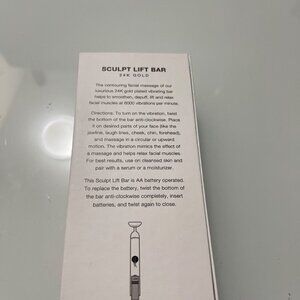 SCULPT LIFT BAR
24K GOLD
The contouring facial massage of our
luxurious 24K gold plated vibrating bar
helps to smoothen, depuff, lift and relax
facial muscles at 6000 vibrations per minute.
Directions: To turn on the vibration, twist
the bottom of the bar anti-clockwise. Place
it on desired parts of your face (like the
jawline, laugh lines, cheek, chin, forehead),
and massage in a circular or upward
motion. The vibration mimics the effect of
a massage and helps relax facial muscles.
For best results, use on cleansed skin and
pair with a serum or a moisturizer.
This Sculpt Lift Bar is AA battery operated.
To replace the battery, twist the bottom of
the bar anti-clockwise completely, insert
batteries, and twist again to close.